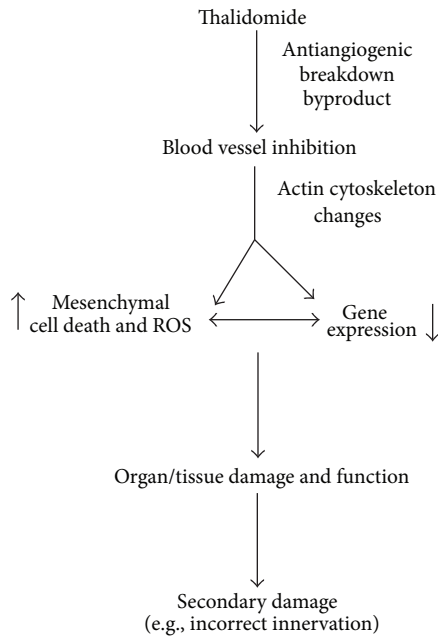 Thalidomide
Antiangiogenic
breakdown
byproduct
Blood vessel inhibition
Actin cytoskeleton
changes
Mesenchymal
cell death and ROS
Gene
expression
Organ/tissue damage and function
Secondary damage
(e.g., incorrect innervation)